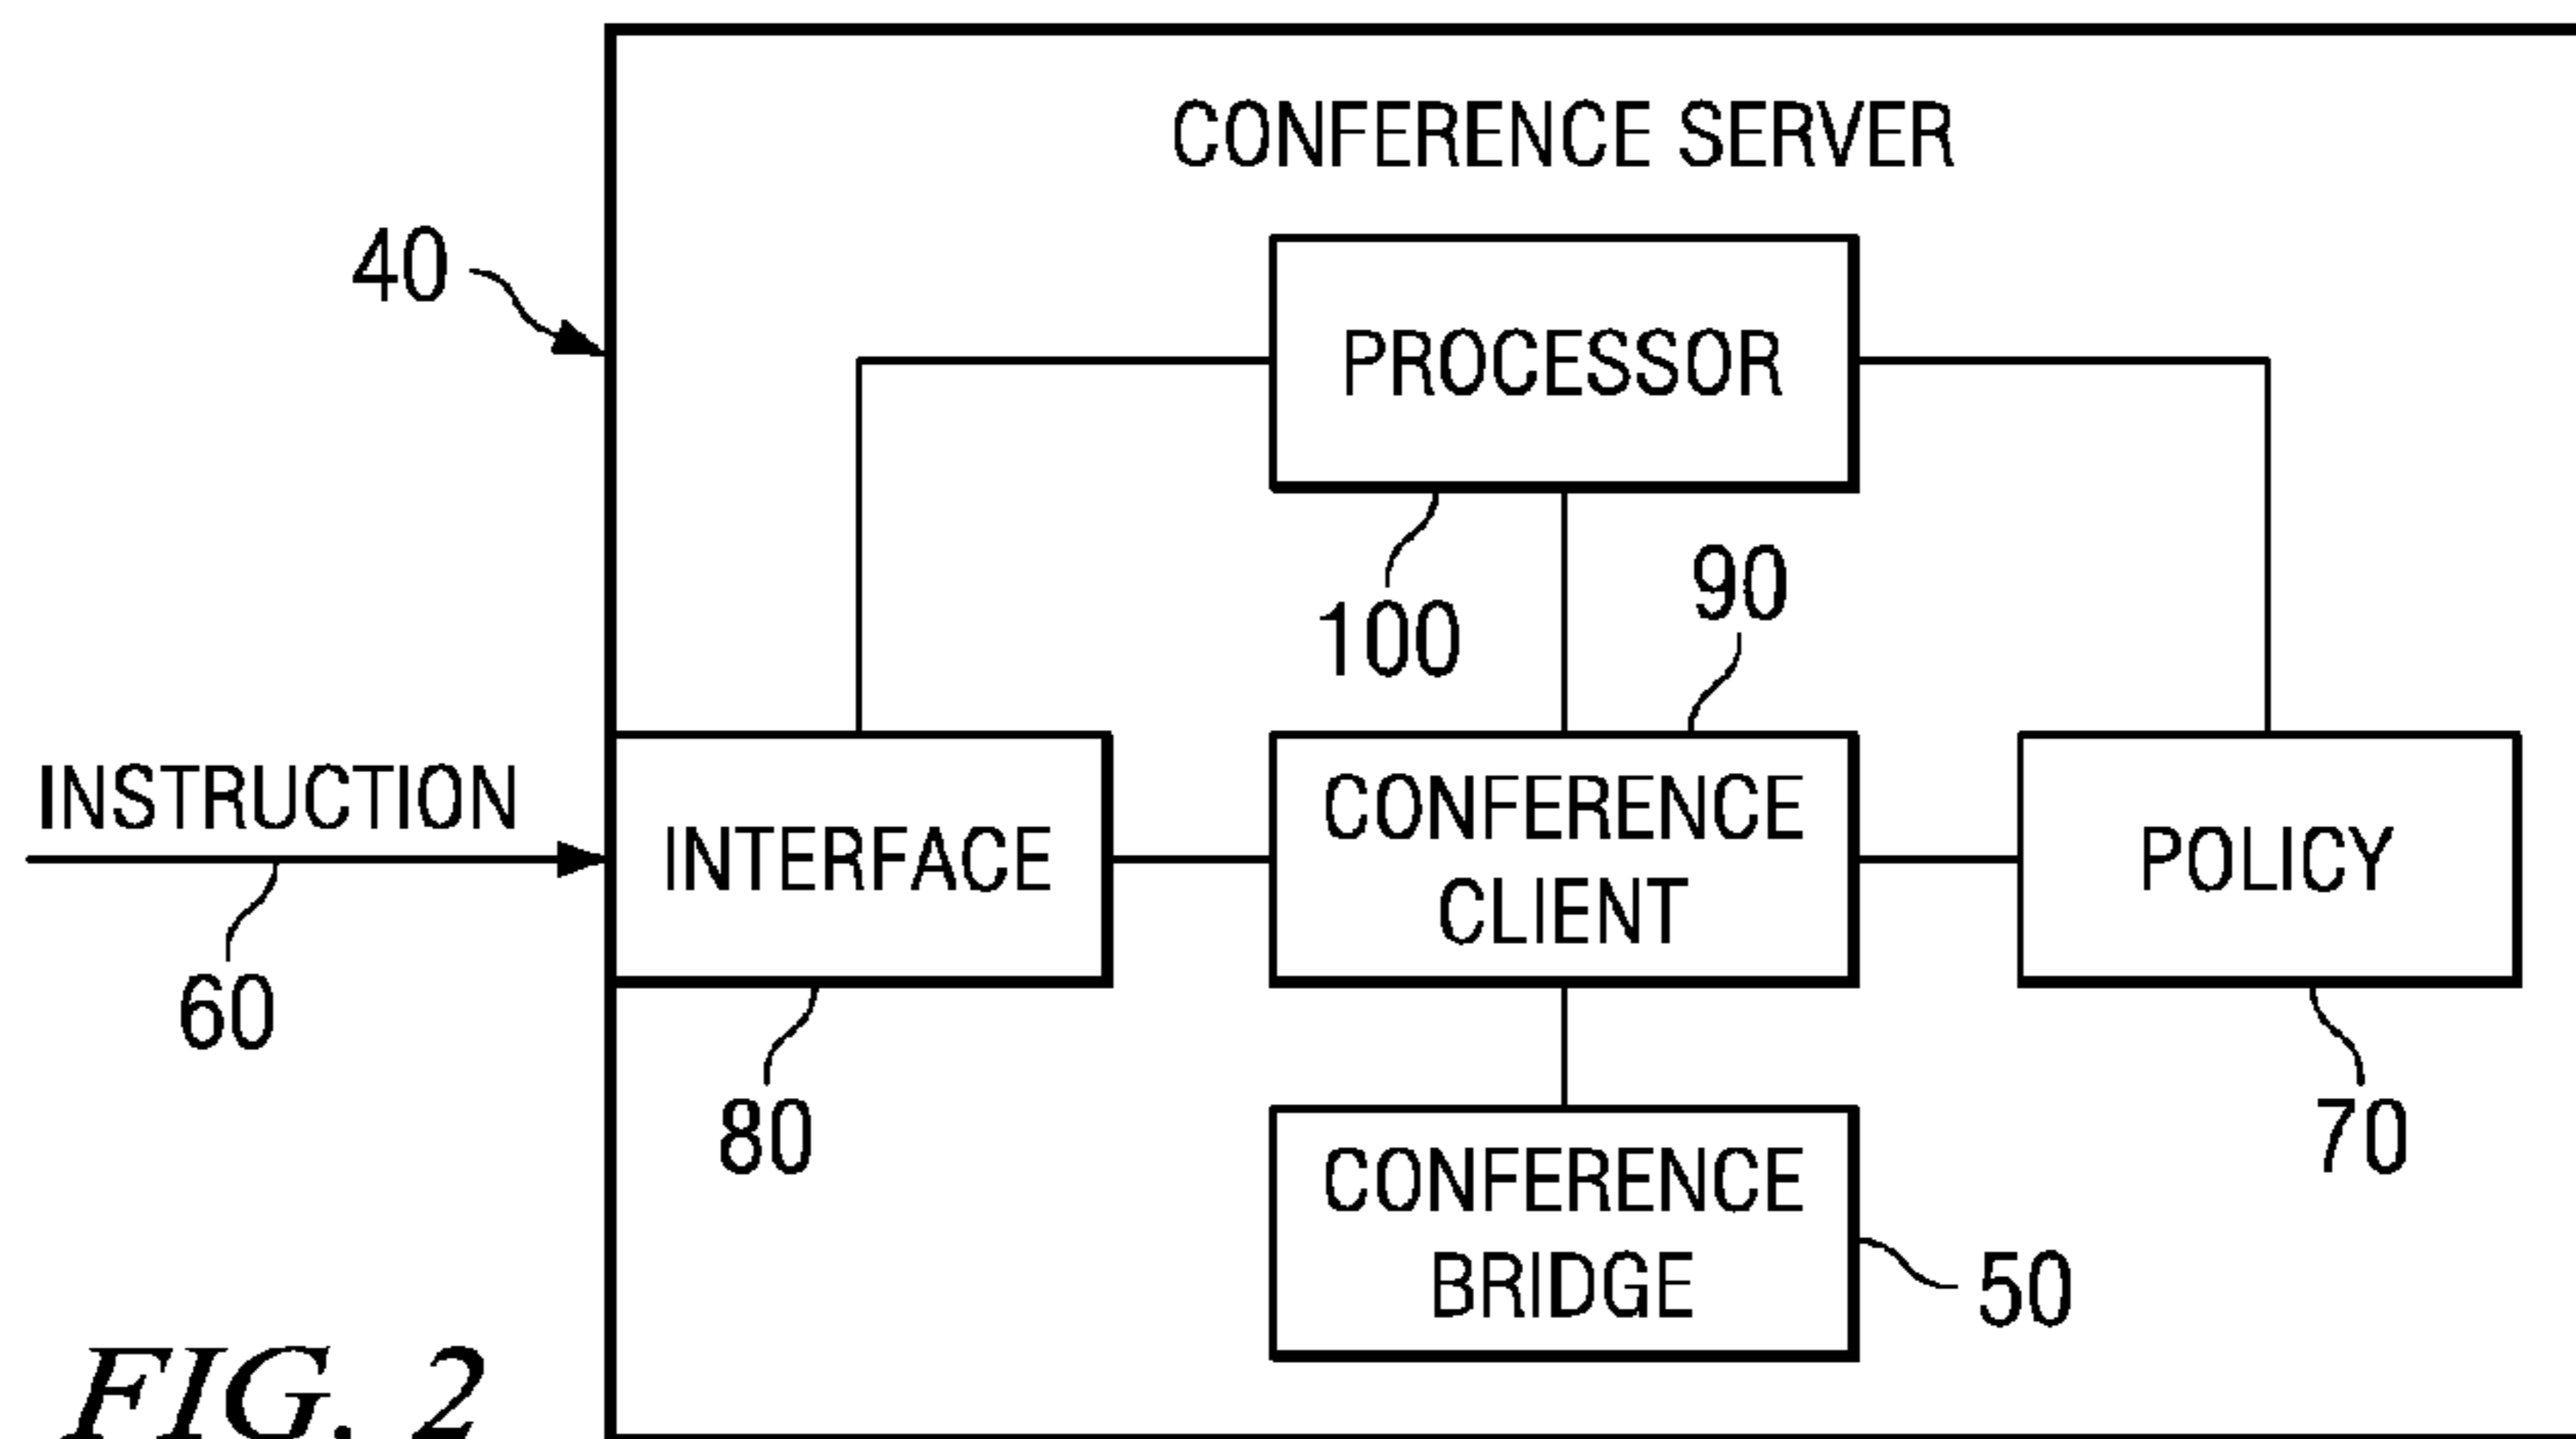 CONFERENCE SERVER
40
PROCESSOR
100
90
INSTRUCTION
60
INTERFACE
80
CONFERENCE
CLIENT
POLICY
70
CONFERENCE
BRIDGE
50
FIG. 2